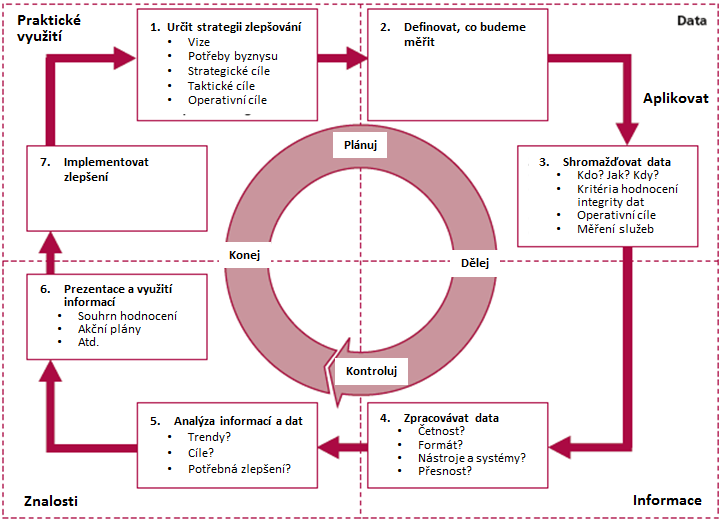 Praktické
využití
1. Určit strategii zlepšování
• Vize
• Potřeby byznysu
• Strategické cíle
• Taktické cíle
• Operativní cíle
2. Definovat, co budeme
měřit
Data
Aplikovat
Plánuj
7. Implementovat
zlepšení
3. Shromažďovat data
• Kdo? Jak? Kdy?
• Kritéria hodnocení
integrity dat
• Operativní cíle
• Měření služeb
Konej
Dělej
6. Prezentace a využití
informací
• Souhrn hodnocení
• Akční plány
• Atd.
Kontroluj
5. Analýza informací a dat
• Trendy?
• Cíle?
• Potřebná zlepšení?
4. Zpracovávat data
• Četnost?
• Formát?
• Nástroje a systémy?
• Přesnost?
Znalosti
Informace